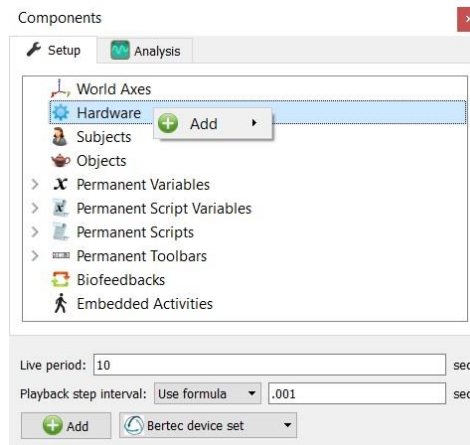 Components
Setup Analysis
World Axes
Hardware
Add
Subjects
Objects
Permanent Variables
Permanent Script Variables
Permanent Scripts
Permanent Toolbars
Biofeedbacks
Embedded Activities
Live period: 10 sec
Playback step interval: Use formula .001 sec
Add Bertec device set